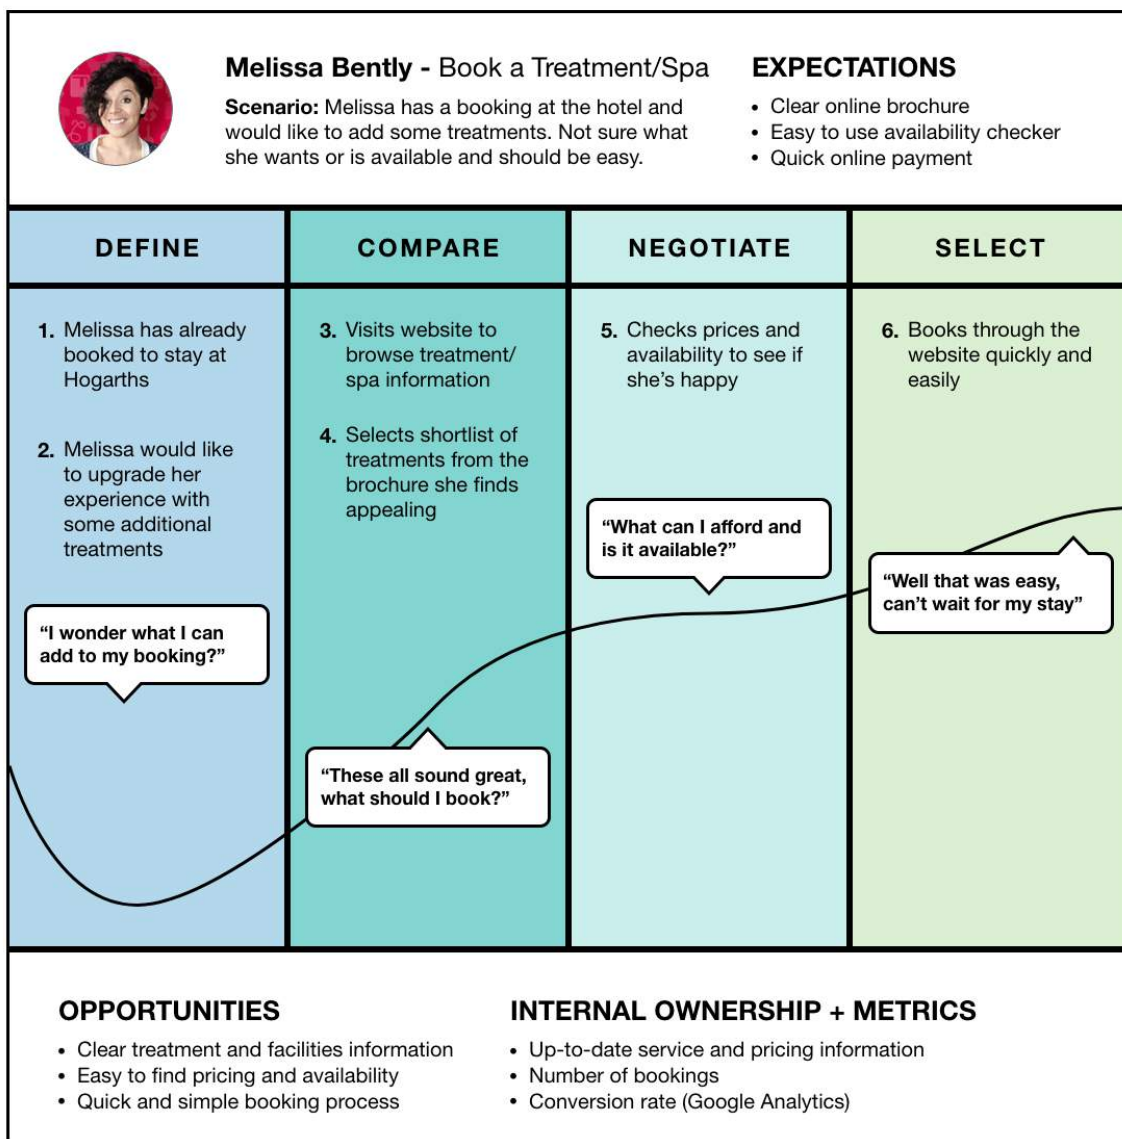 Melissa Bently - Book a Treatment/Spa
Scenario: Melissa has a booking at the hotel and
would like to add some treatments. Not sure what
she wants or is available and should be easy.
EXPECTATIONS
• Clear online brochure
• Easy to use availability checker
• Quick online payment
DEFINE
1. Melissa has already
booked to stay at
Hogarths
2. Melissa would like
to upgrade her
experience with
some additional
treatments
“I wonder what I can
add to my booking?”
COMPARE
3. Visits website to
browse treatment/
spa information
4. Selects shortlist of
treatments from the
brochure she finds
appealing
“These all sound great,
what should I book?”
NEGOTIATE
5. Checks prices and
availability to see if
she’s happy
“What can I afford and
is it available?”
SELECT
6. Books through the
website quickly and
easily
“Well that was easy,
can’t wait for my stay”
OPPORTUNITIES
• Clear treatment and facilities information
• Easy to find pricing and availability
• Quick and simple booking process
INTERNAL OWNERSHIP + METRICS
• Up-to-date service and pricing information
• Number of bookings
• Conversion rate (Google Analytics)